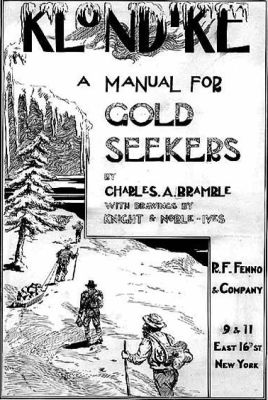 KLONDIKE
A MANUAL FOR
GOLD
SEEKERS
BY
CHARLES.A.BRAMBLE
WITH DRAWINGS BY
KNIGHT & NOBLE-IVES
R.F. FENNO
& COMPANY
9 & 11
EAST 16TH ST
NEW YORK